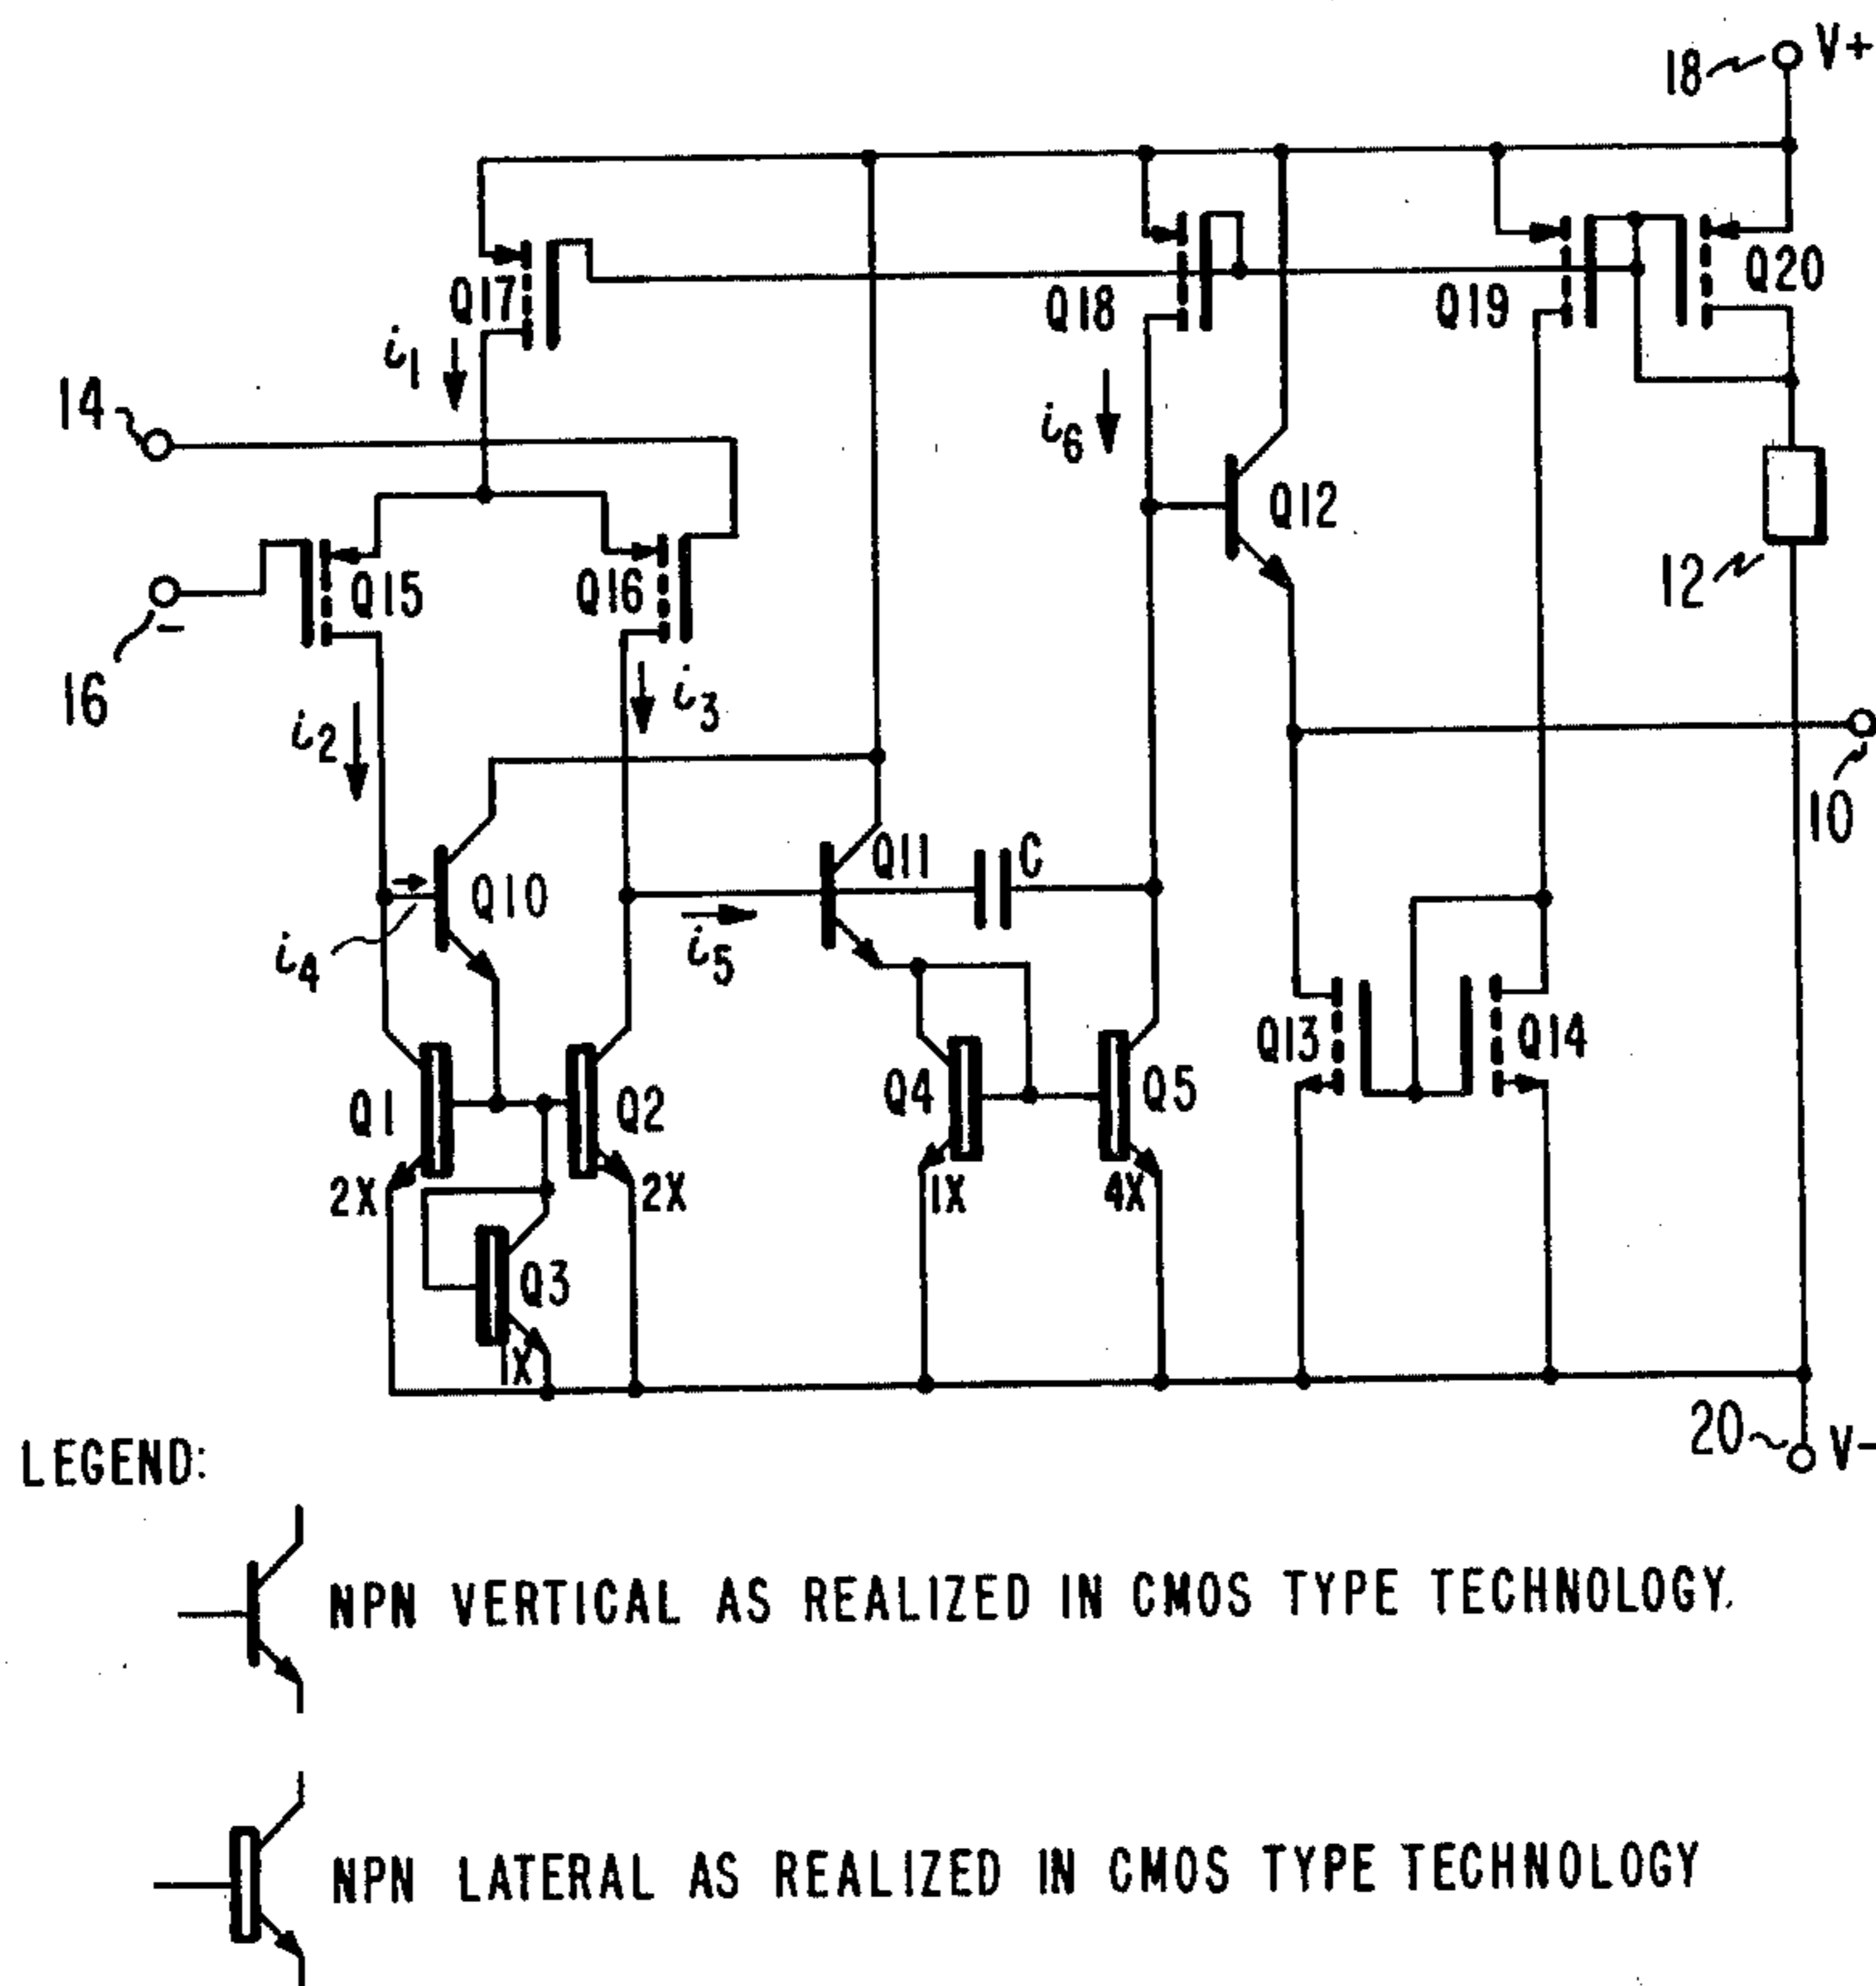 18 V+
Q17
Q18
Q19
Q20
i1
14
i6
Q12
Q15
Q16
12
16
−
i2
i3
10
Q10
Q11
C
i4
i5
Q13
Q14
Q1
Q2
Q4
Q5
2X
2X
1X
4X
Q3
1X
20 V-
LEGEND:
NPN VERTICAL AS REALIZED IN CMOS TYPE TECHNOLOGY.
NPN LATERAL AS REALIZED IN CMOS TYPE TECHNOLOGY